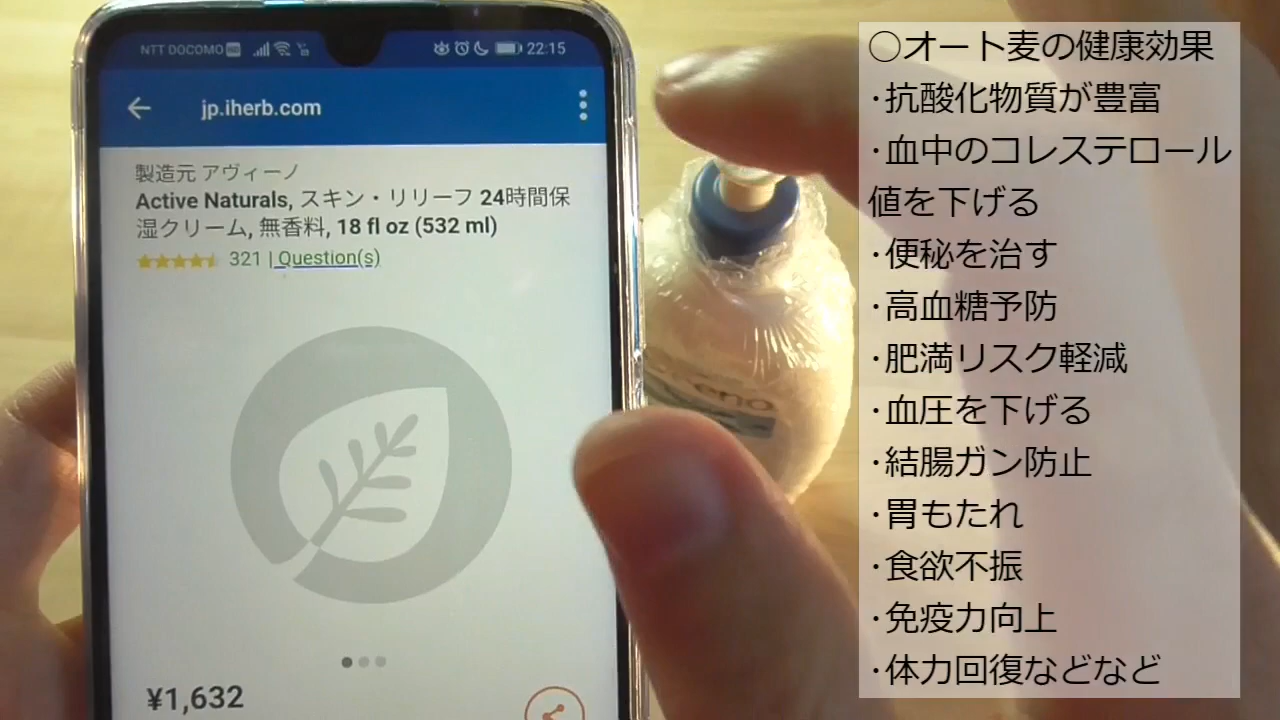 NTT DOCOMO HD
22:15
jp.iherb.com
製造元 アヴィーノ
Active Naturals, スキン・リリーフ 24時間保
湿クリーム, 無香料, 18 fl oz (532 ml)
321 | Question(s)
¥1,632
○オート麦の健康効果
・抗酸化物質が豊富
・血中のコレステロール
値を下げる
・便秘を治す
・高血糖予防
・肥満リスク軽減
・血圧を下げる
・結腸ガン防止
・胃もたれ
・食欲不振
・免疫力向上
・体力回復などなど